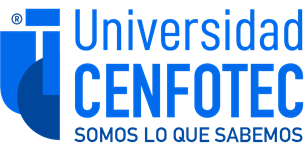 ®
Universidad
CENFOTEC
SOMOS LO QUE SABEMOS